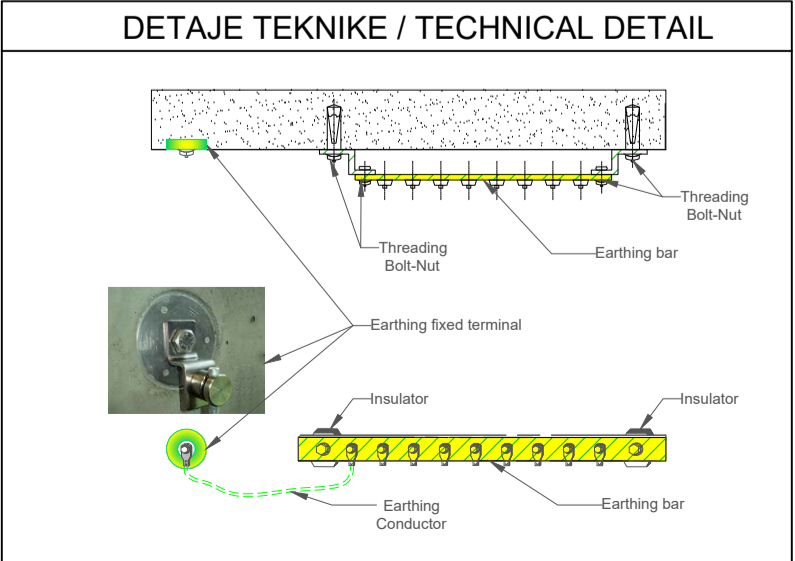 DETAJE TEKNIKE / TECHNICAL DETAIL
Threading
Bolt-Nut
Threading
Bolt-Nut
Earthing bar
Earthing fixed terminal
Insulator
Insulator
Earthing
Conductor
Earthing bar